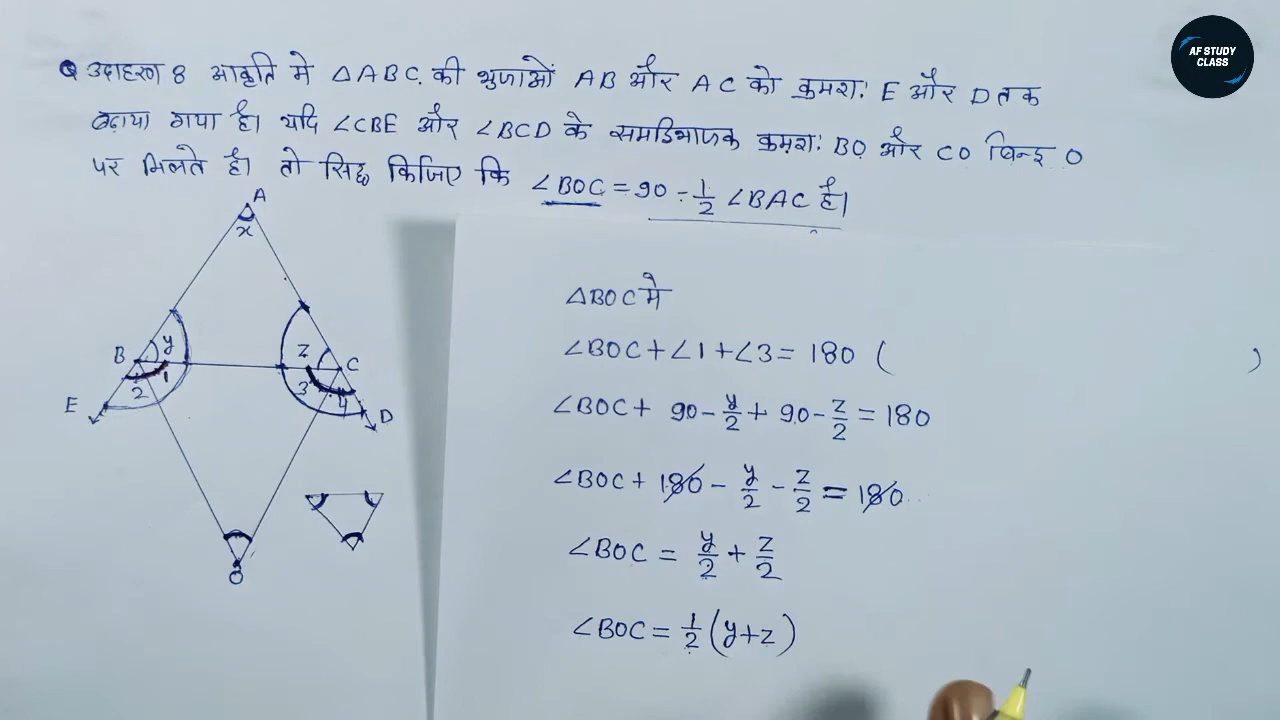 AF STUDY
CLASS
Q उदाहरण 8 आकृति मे △ABC की भुजाओं AB और AC को क्रमशः E और D तक
बढ़ाया गया है। यदि ∠CBE और ∠BCD के समद्विभाजक क्रमशः BO और CO बिन्दु O
पर मिलते है। तो सिद्ध किजिए कि ∠BOC = 90 - 1/2 ∠BAC है।
A
x
B
y
z
C
1
2
3
4
E
D
O
△BOC मे
∠BOC + ∠1 + ∠3 = 180 ( )
∠BOC + 90 - y/2 + 90 - z/2 = 180
∠BOC + 180 - y/2 - z/2 = 180
∠BOC = y/2 + z/2
∠BOC = 1/2 (y+z)